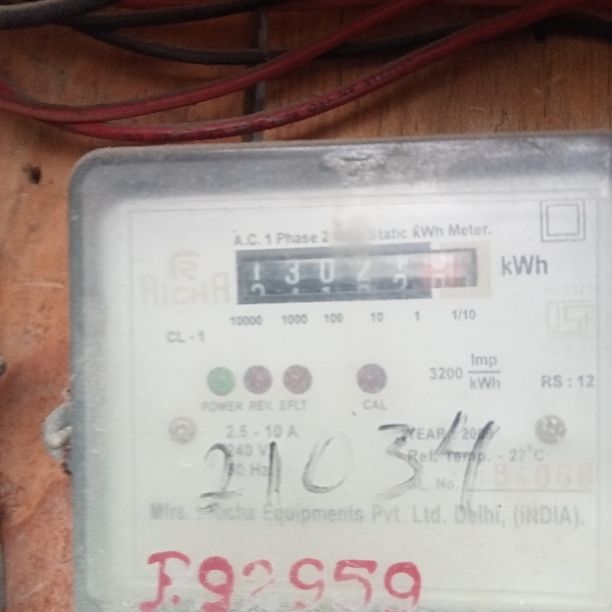 A.C. 1 Phase 2 Static kWh Meter.
kWh
RICHA
10000 1000 100 10 1 1/10
CL - 1
3200 Imp/kWh
RS : 12
POWER REV. EFLT CAL
2.5 - 10 A
240 V
50 Hz
YEAR :
Ref. Temp. - 27°C
SL. No.
21034
Mfrs. : Richa Equipments Pvt. Ltd. Delhi, (INDIA).